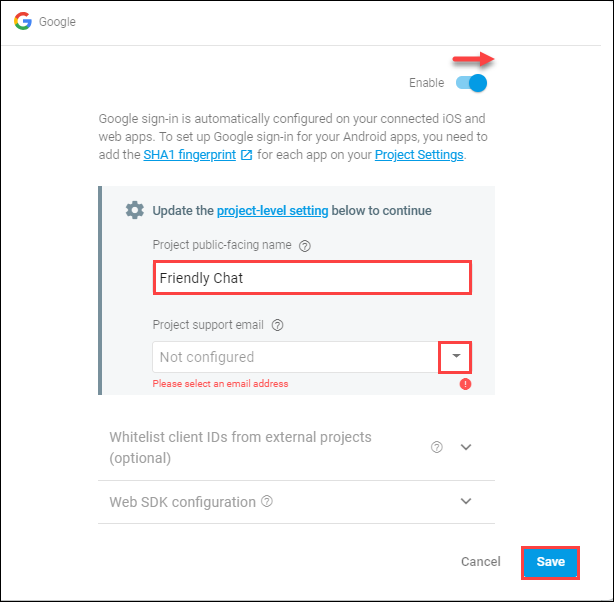 Google
Enable
Google sign-in is automatically configured on your connected iOS and
web apps. To set up Google sign-in for your Android apps, you need to
add the SHA1 fingerprint for each app on your Project Settings.
Update the project-level setting below to continue
Project public-facing name ?
Friendly Chat
Project support email ?
Not configured
Please select an email address !
Whitelist client IDs from external projects
(optional) ?
Web SDK configuration ?
Cancel Save